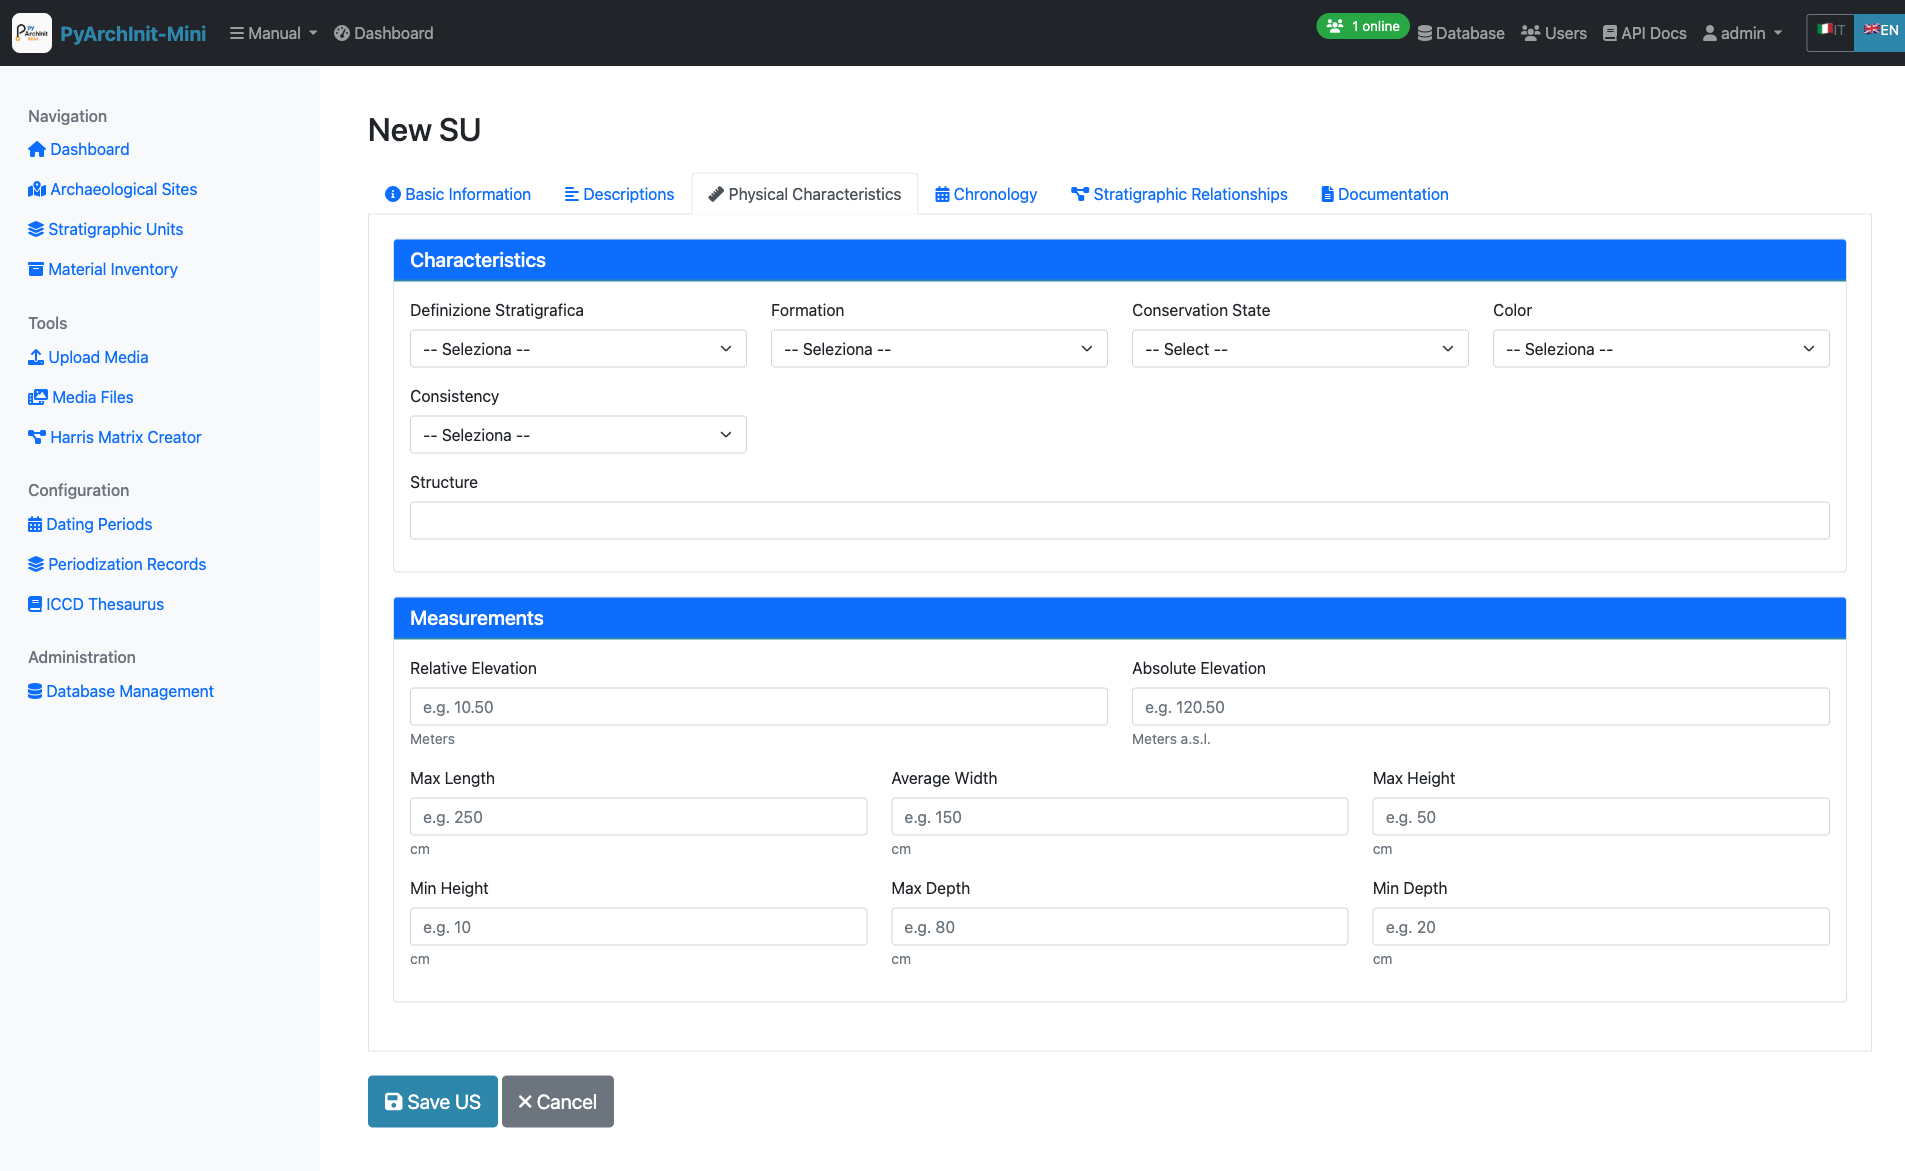 PyArchInit-Mini Manual Dashboard 1 online Database Users API Docs admin IT EN
Navigation
Dashboard
Archaeological Sites
Stratigraphic Units
Material Inventory
Tools
Upload Media
Media Files
Harris Matrix Creator
Configuration
Dating Periods
Periodization Records
ICCD Thesaurus
Administration
Database Management
New SU
Basic Information Descriptions Physical Characteristics Chronology Stratigraphic Relationships Documentation
Characteristics
Definizione Stratigrafica Formation Conservation State Color
-- Seleziona -- -- Seleziona -- -- Select -- -- Seleziona --
Consistency
-- Seleziona --
Structure
Measurements
Relative Elevation Absolute Elevation
e.g. 10.50 e.g. 120.50
Meters Meters a.s.l.
Max Length Average Width Max Height
e.g. 250 e.g. 150 e.g. 50
cm cm cm
Min Height Max Depth Min Depth
e.g. 10 e.g. 80 e.g. 20
cm cm cm
Save US Cancel